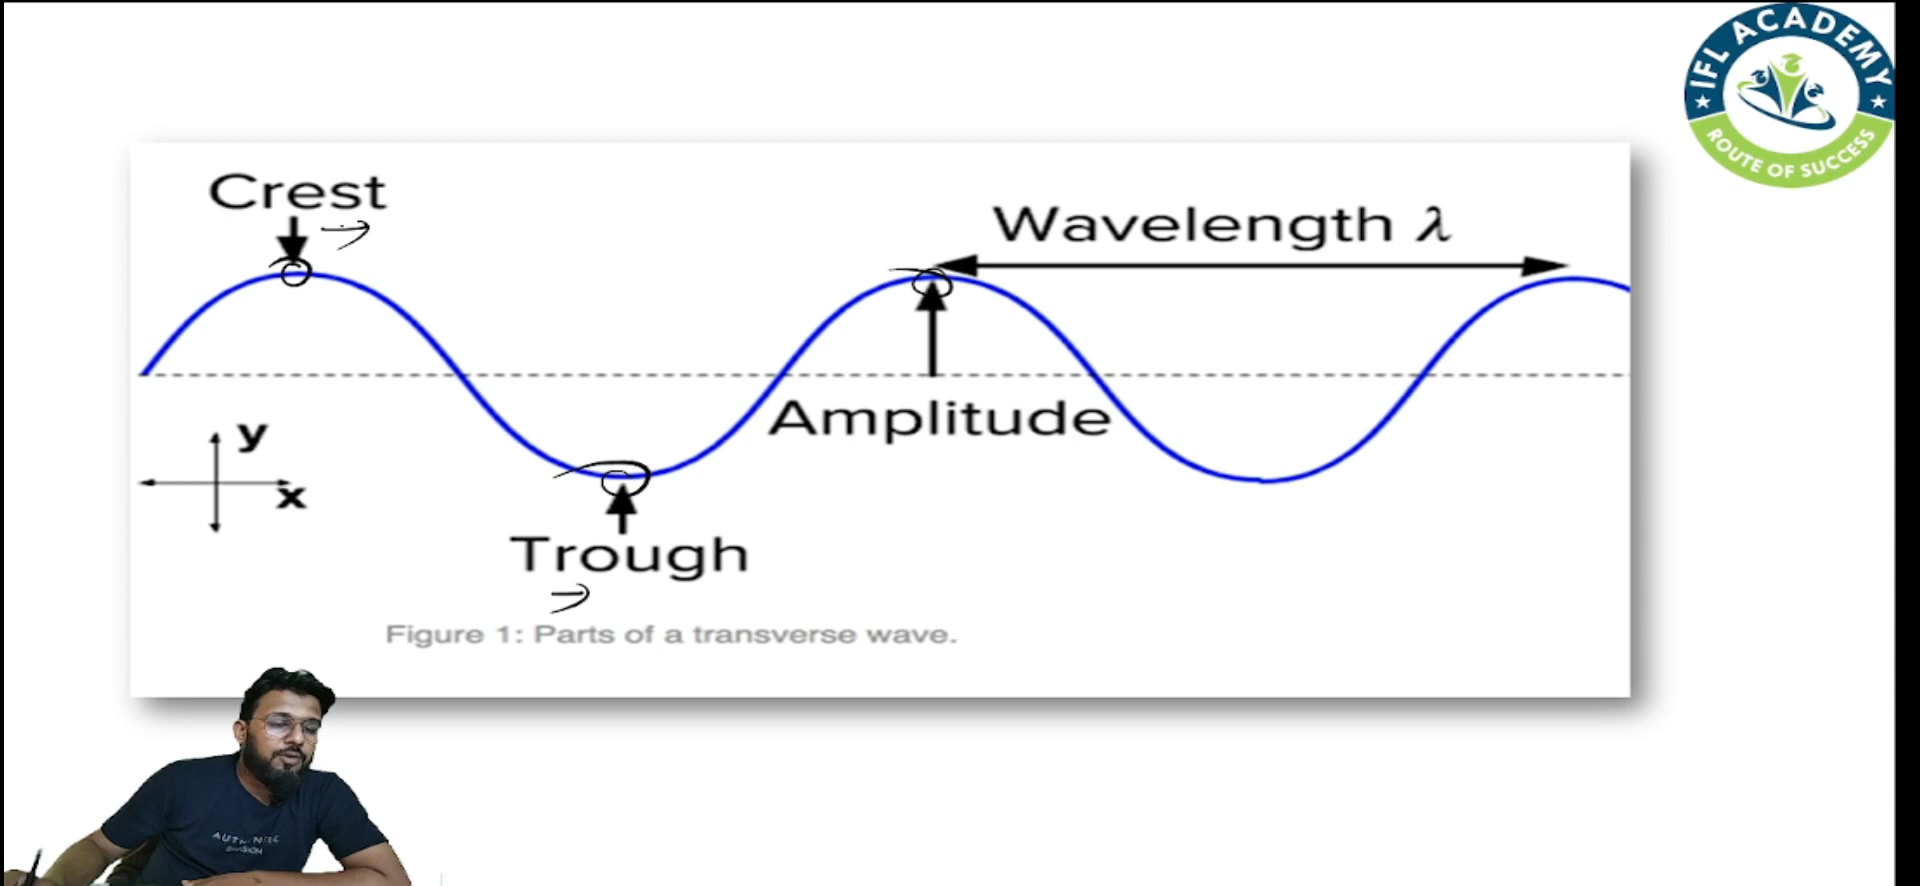 IFL ACADEMY
ROUTE OF SUCCESS
Crest
Wavelength λ
Amplitude
y
x
Trough
Figure 1: Parts of a transverse wave.